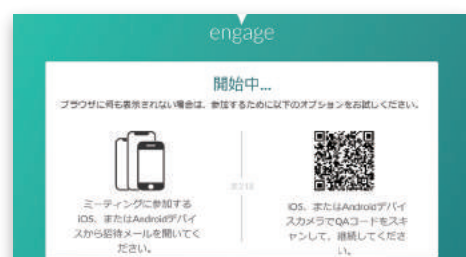 engage
開始中...
ブラウザに何も表示されない場合は、参加するために以下のオプションをお試しください。
ミーティングに参加する
iOS、またはAndroidデバイ
スから招待メールを開いてく
ださい。
または
iOS、またはAndroidデバイ
スカメラでQAコードをスキ
ャンして、継続してくださ
い。